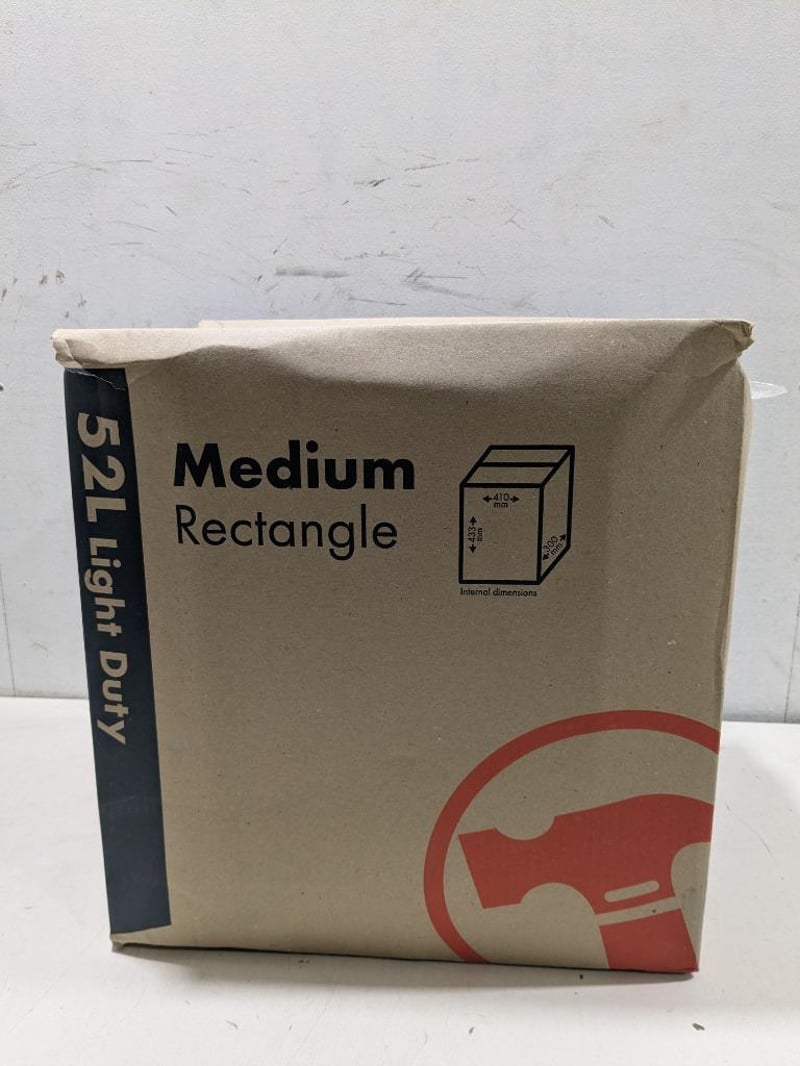 52L Light Duty
Medium
Rectangle
410
mm
433
mm
300
mm
Internal dimensions